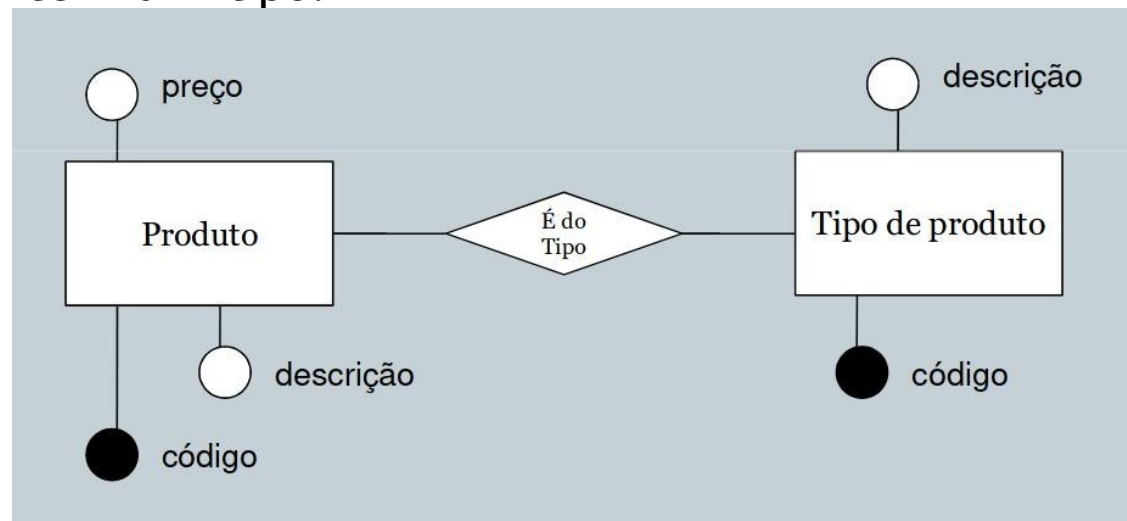 preço
descrição
Produto
É do
Tipo
Tipo de produto
descrição
código
código